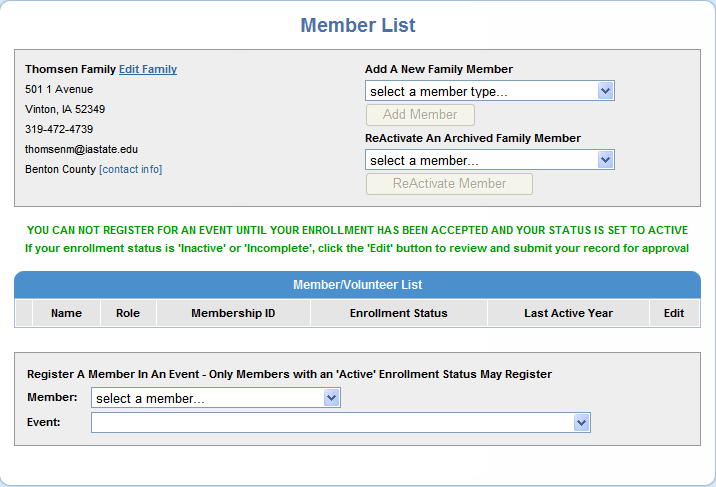 Member List
Thomsen Family Edit Family
501 1 Avenue
Vinton, IA 52349
319-472-4739
thomsenm@iastate.edu
Benton County [contact info]
Add A New Family Member
select a member type...
Add Member
ReActivate An Archived Family Member
select a member...
ReActivate Member
YOU CAN NOT REGISTER FOR AN EVENT UNTIL YOUR ENROLLMENT HAS BEEN ACCEPTED AND YOUR STATUS IS SET TO ACTIVE
If your enrollment status is 'Inactive' or 'Incomplete', click the 'Edit' button to review and submit your record for approval
Member/Volunteer List
Name Role Membership ID Enrollment Status Last Active Year Edit
Register A Member In An Event - Only Members with an 'Active' Enrollment Status May Register
Member: select a member...
Event: